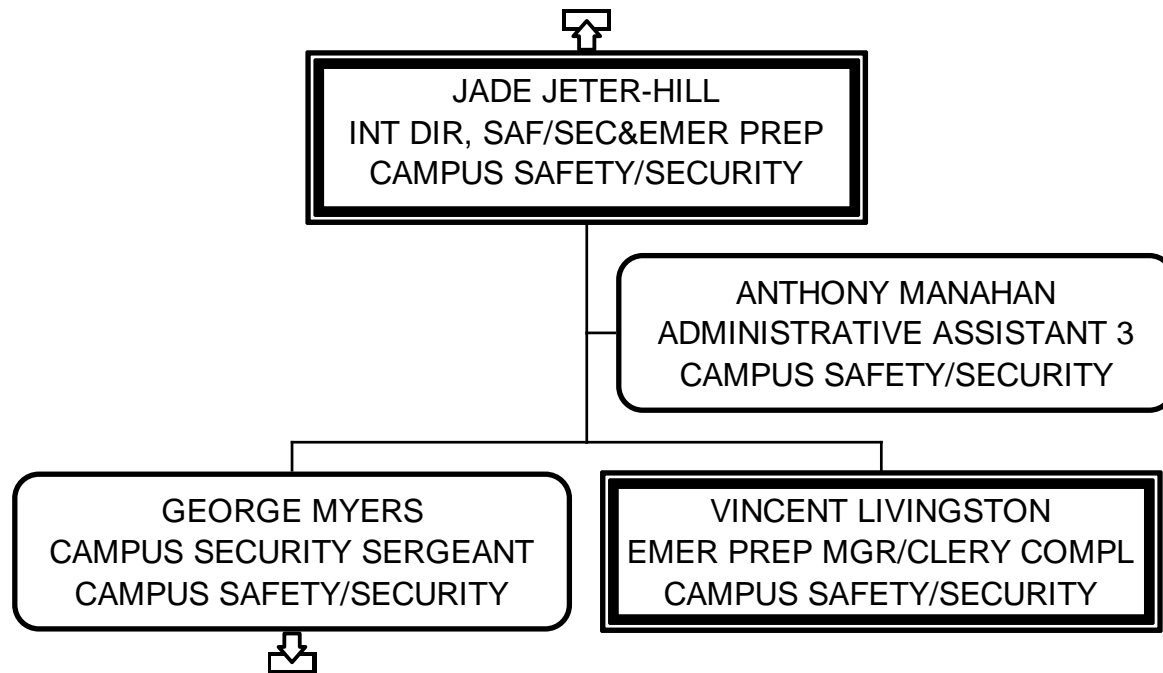 JADE JETER-HILL
INT DIR, SAF/SEC&EMER PREP
CAMPUS SAFETY/SECURITY
ANTHONY MANAHAN
ADMINISTRATIVE ASSISTANT 3
CAMPUS SAFETY/SECURITY
GEORGE MYERS
CAMPUS SECURITY SERGEANT
CAMPUS SAFETY/SECURITY
VINCENT LIVINGSTON
EMER PREP MGR/CLERY COMPL
CAMPUS SAFETY/SECURITY